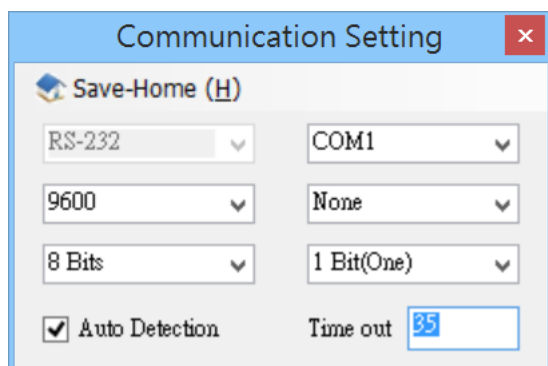 Communication Setting
Save-Home (H)
RS-232 COM1
9600 None
8 Bits 1 Bit(One)
Auto Detection Time out 35